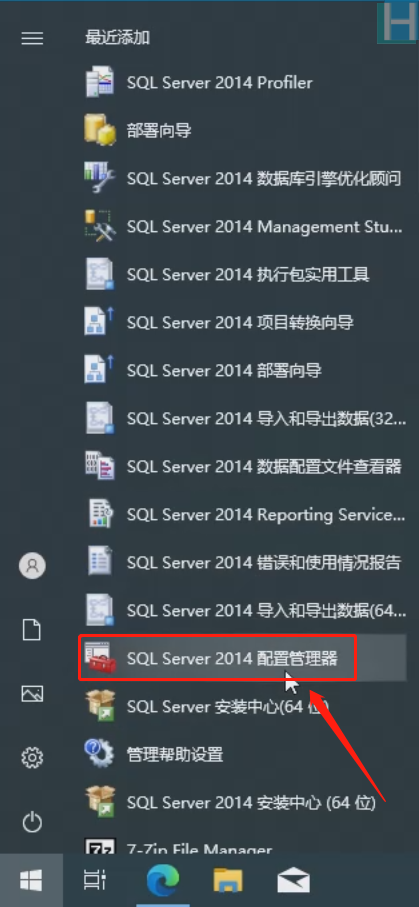 H
最近添加
SQL Server 2014 Profiler
部署向导
SQL Server 2014 数据库引擎优化顾问
SQL Server 2014 Management Stu...
SQL Server 2014 执行包实用工具
SQL Server 2014 项目转换向导
SQL Server 2014 部署向导
SQL Server 2014 导入和导出数据(32...
SQL Server 2014 数据配置文件查看器
SQL Server 2014 Reporting Service...
SQL Server 2014 错误和使用情况报告
SQL Server 2014 导入和导出数据(64...
SQL Server 2014 配置管理器
SQL Server 安装中心(64 位)
管理帮助设置
SQL Server 2014 安装中心 (64 位)
7-Zip File Manager